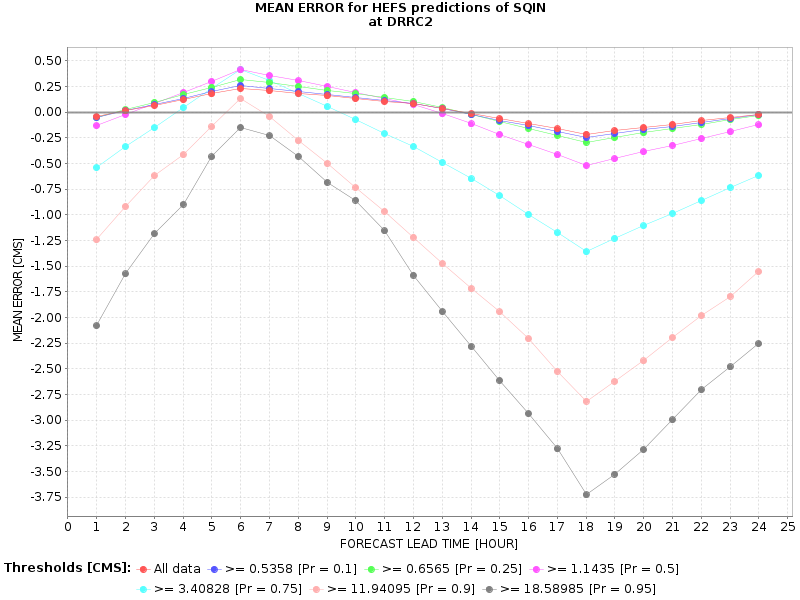 MEAN ERROR for HEFS predictions of SQIN
at DRRC2
0.50
0.25
0.00
-0.25
-0.50
-0.75
-1.00
-1.25
-1.50
-1.75
-2.00
-2.25
-2.50
-2.75
-3.00
-3.25
-3.50
-3.75
MEAN ERROR [CMS]
0 1 2 3 4 5 6 7 8 9 10 11 12 13 14 15 16 17 18 19 20 21 22 23 24 25
FORECAST LEAD TIME [HOUR]
Thresholds [CMS]: All data >= 0.5358 [Pr = 0.1] >= 0.6565 [Pr = 0.25] >= 1.1435 [Pr = 0.5]
>= 3.40828 [Pr = 0.75] >= 11.94095 [Pr = 0.9] >= 18.58985 [Pr = 0.95]